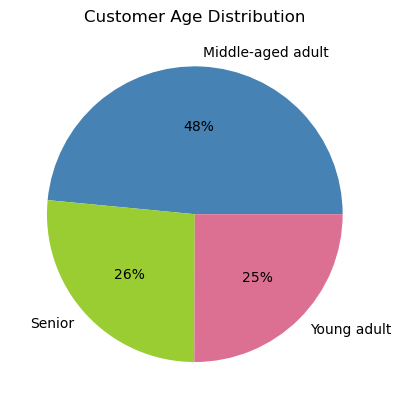 Customer Age Distribution
Middle-aged adult
48%
26%
25%
Senior
Young adult